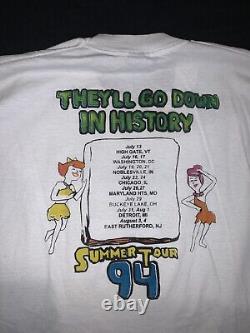 THEY'LL GO DOWN
IN HISTORY
July 13
HIGH GATE, VT
July 16, 17
WASHINGTON, DC
July 19, 20, 21
NOBLESVILLE, IN
July 23, 24
CHICAGO, IL
July 26,27
MARYLAND HTS, MO
July 29
BUCKEYE LAKE, OH
July 31, Aug 1
DETROIT, MI
August 3, 4
EAST RUTHERFORD, NJ
SUMMER TOUR
94